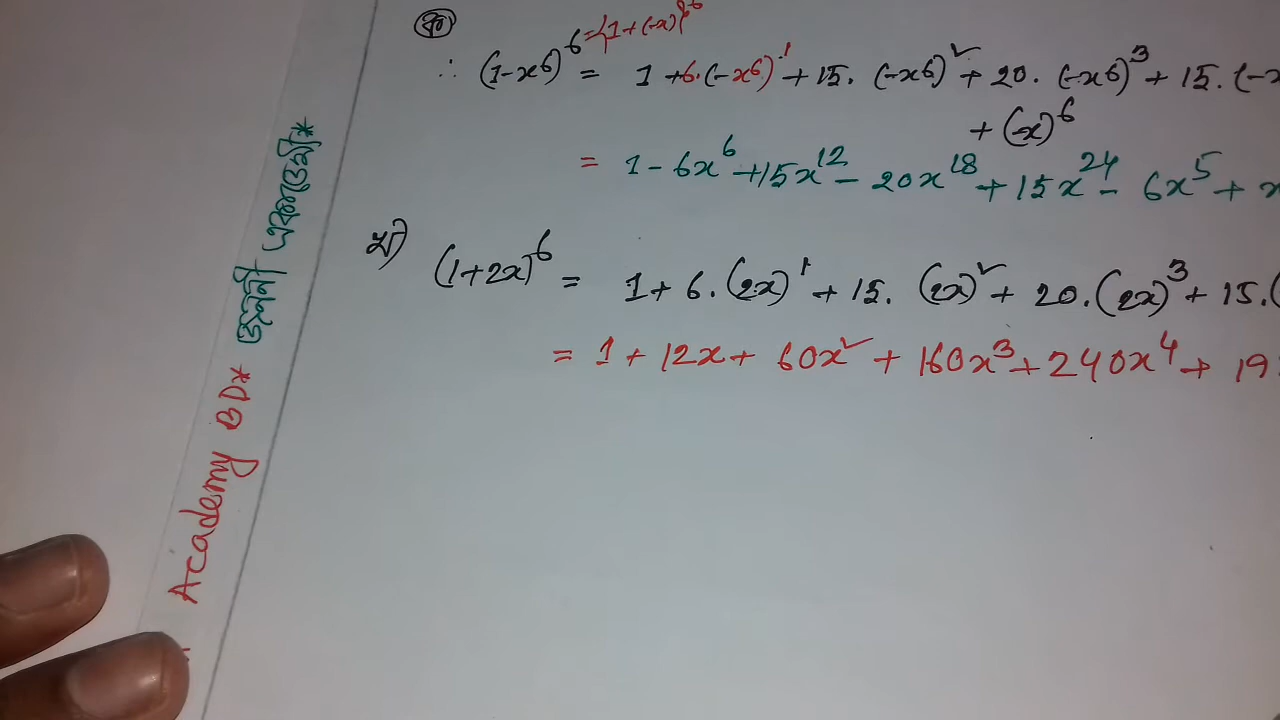 ক
={1+(-x)}⁶
∴ (1-x6)⁶ = 1+6.(-x6)¹ + 15. (-x6)² + 20. (-x6)³ + 15. (-x
+ (-x)⁶
= 1 - 6x⁶ + 15x¹² - 20x¹⁸ + 15x²⁴ - 6x⁵ + x
খ) (1+2x)⁶ = 1 + 6.(2x)¹ + 15. (2x)² + 20.(2x)³ + 15.(
= 1 + 12x + 60x² + 160x³ + 240x⁴ + 19
Academy BD*